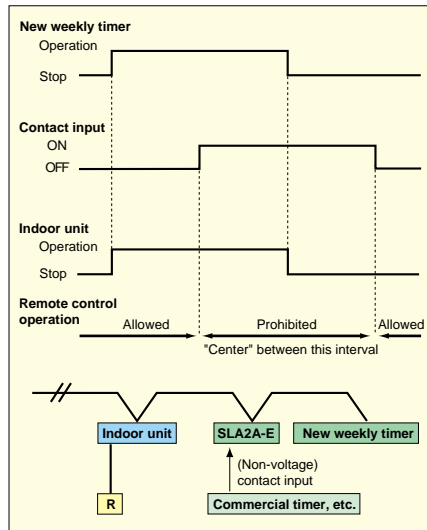 New weekly timer
Operation
Stop
Contact input
ON
OFF
Indoor unit
Operation
Stop
Remote control
operation
Allowed
Prohibited
Allowed
"Center" between this interval
Indoor unit
SLA2A-E
New weekly timer
(Non-voltage)
contact input
R
Commercial timer, etc.